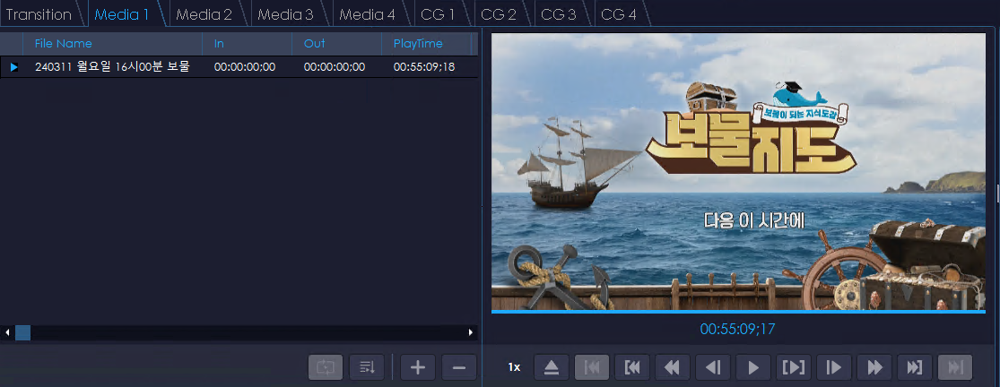 Transition Media 1 Media 2 Media 3 Media 4 CG 1 CG 2 CG 3 CG 4
File Name In Out PlayTime
240311 월요일 16시00분 보물 00:00:00;00 00:00:00;00 00:55:09;18
보물이 되는 지식도감
보물지도
다음 이 시간에
00:55:09;17
1x